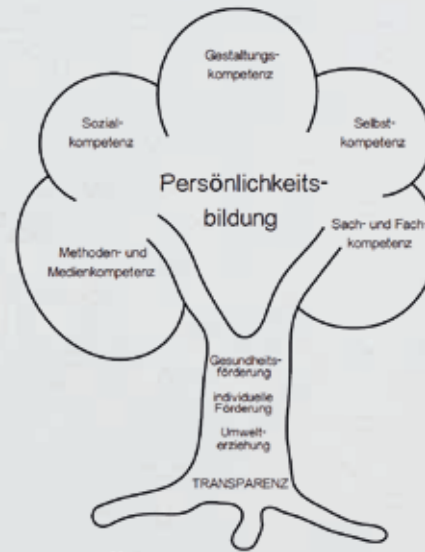 Gestaltungs-
kompetenz
Sozial-
kompetenz
Selbst-
kompetenz
Persönlichkeits-
bildung
Sach- und Fach-
kompetenz
Methoden- und
Medienkompetenz
Gesundheits-
förderung
individuelle
Förderung
Umwelt-
erziehung
TRANSPARENZ